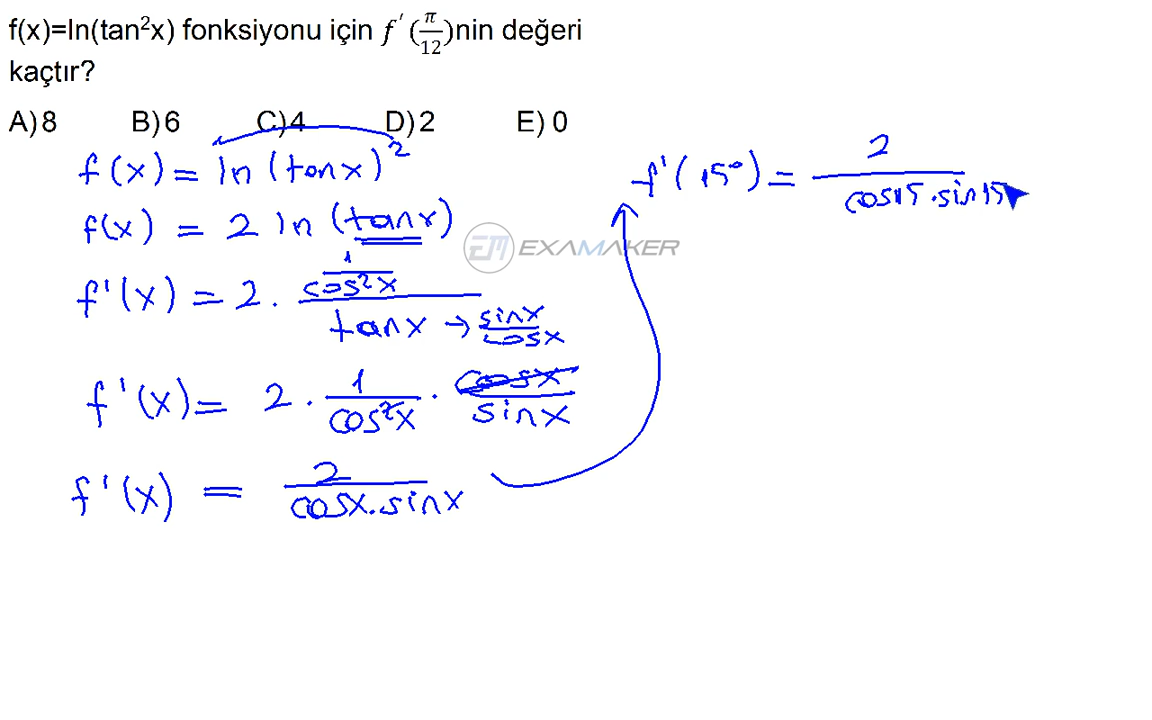 f(x)=ln(tan²x) fonksiyonu için f′(π/12)nin değeri
kaçtır?
A) 8 B) 6 C) 4 D) 2 E) 0
f(x) = ln (tanx)²
f(x) = 2 ln (tanx)
f'(x) = 2 . (1/cos²x)/tanx → sinx/cosx
f'(x) = 2 . 1/cos²x . cosx/sinx
f'(x) = 2/cosx.sinx
f'(15°) = 2/cos15.sin15
EXAMAKER